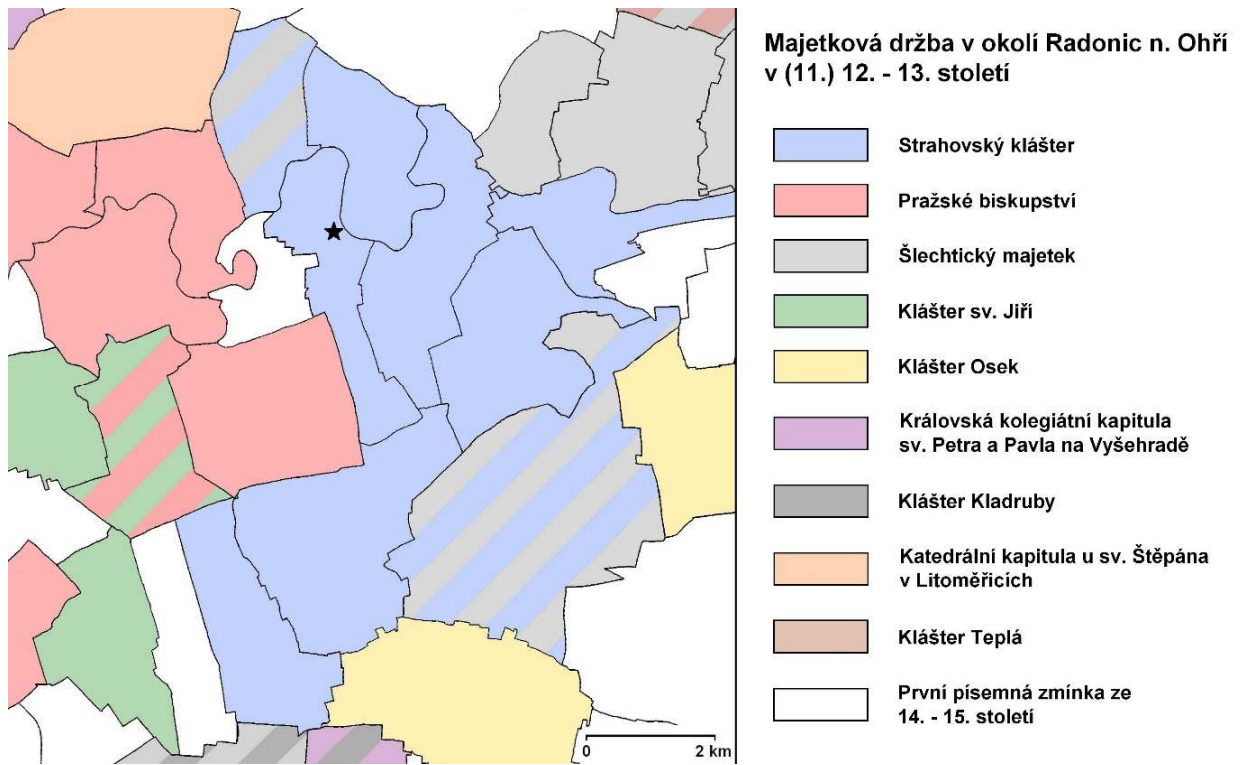 Majetková držba v okolí Radonic n. Ohří
v (11.) 12. - 13. století
Strahovský klášter
Pražské biskupství
Šlechtický majetek
Klášter sv. Jiří
Klášter Osek
Královská kolegiátní kapitula
sv. Petra a Pavla na Vyšehradě
Klášter Kladruby
Katedrální kapitula u sv. Štěpána
v Litoměřicích
Klášter Teplá
První písemná zmínka ze
14. - 15. století
0 2 km